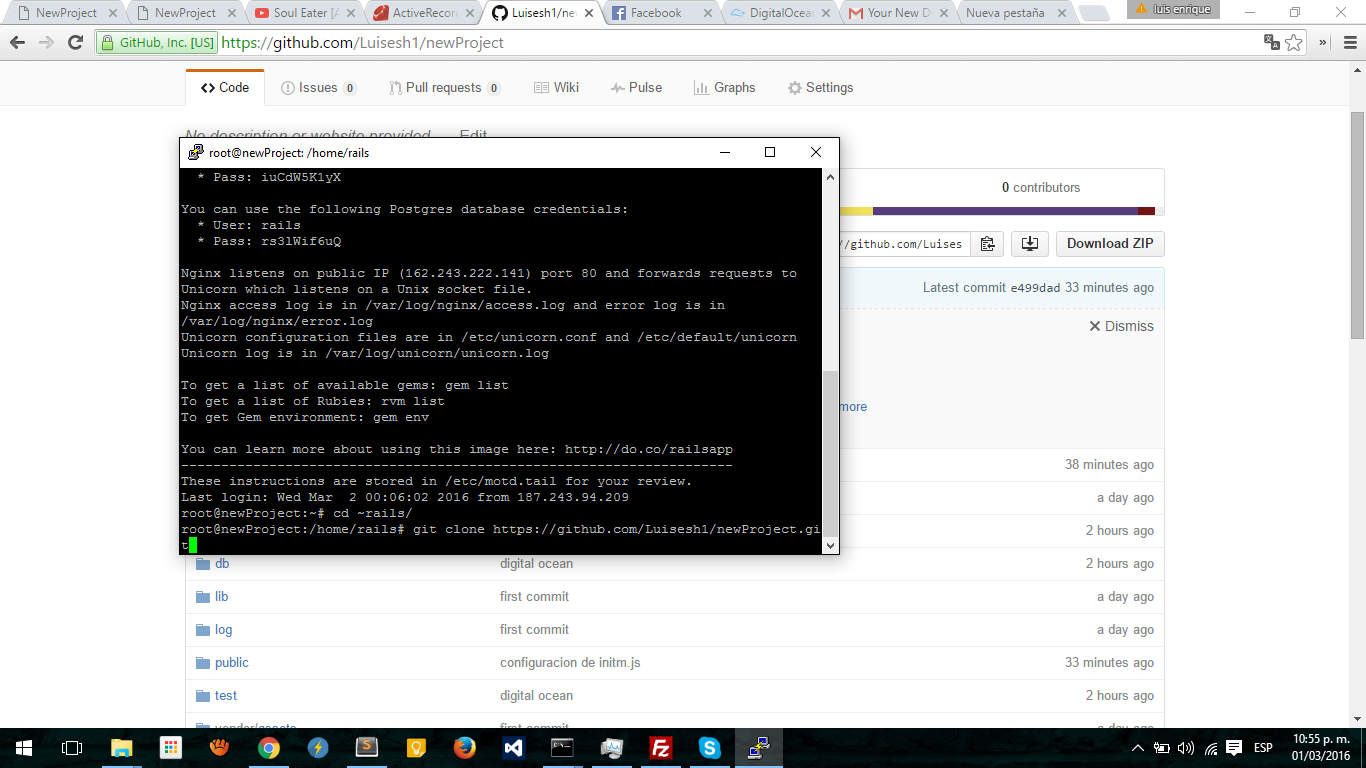 NewProject
NewProject
Soul Eater [A
ActiveRecor
Luisesh1/ne
Facebook
DigitalOcea
Your New D
Nueva pestaña
luis enrique
GitHub, Inc. [US] https://github.com/Luisesh1/newProject
Code
Issues 0
Pull requests 0
Wiki
Pulse
Graphs
Settings
No description or website provided. Edit
root@newProject: /home/rails
* Pass: iuCdW5K1yX
You can use the following Postgres database credentials:
* User: rails
* Pass: rs3lWif6uQ
Nginx listens on public IP (162.243.222.141) port 80 and forwards requests to
Unicorn which listens on a Unix socket file.
Nginx access log is in /var/log/nginx/access.log and error log is in
/var/log/nginx/error.log
Unicorn configuration files are in /etc/unicorn.conf and /etc/default/unicorn
Unicorn log is in /var/log/unicorn/unicorn.log
To get a list of available gems: gem list
To get a list of Rubies: rvm list
To get Gem environment: gem env
You can learn more about using this image here: http://do.co/railsapp
---------------------------------------------------------------------
These instructions are stored in /etc/motd.tail for your review.
Last login: Wed Mar  2 00:06:02 2016 from 187.243.94.209
root@newProject:~# cd ~rails/
root@newProject:/home/rails# git clone https://github.com/Luisesh1/newProject.gi
t
0 contributors
//github.com/Luises
Download ZIP
Latest commit e499dad 33 minutes ago
Dismiss
more
38 minutes ago
a day ago
2 hours ago
db digital ocean 2 hours ago
lib first commit a day ago
log first commit a day ago
public configuracion de initm.js 33 minutes ago
test digital ocean 2 hours ago
vendor/assets first commit a day ago
ESP
10:55 p. m.
01/03/2016